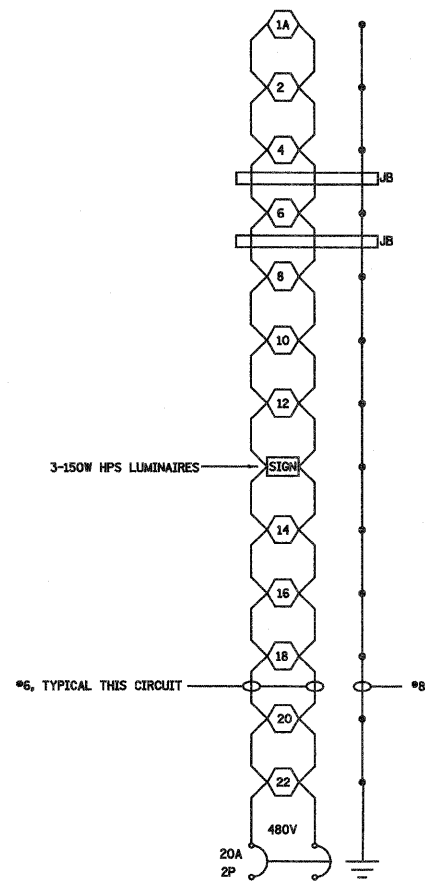 1A
2
4
JB
6
JB
8
10
12
3-150W HPS LUMINAIRES
SIGN
14
16
18
#6, TYPICAL THIS CIRCUIT
#8
20
22
480V
20A
2P